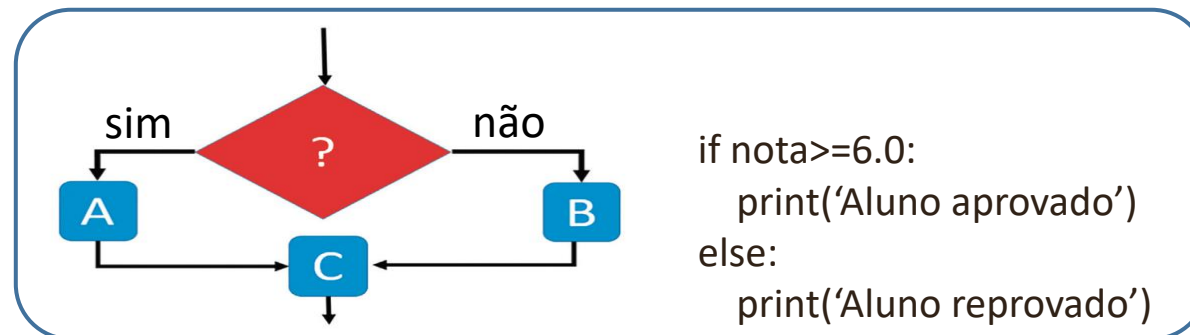 sim
não
?
A
B
C
if nota>=6.0:
print(‘Aluno aprovado’)
else:
print(‘Aluno reprovado’)